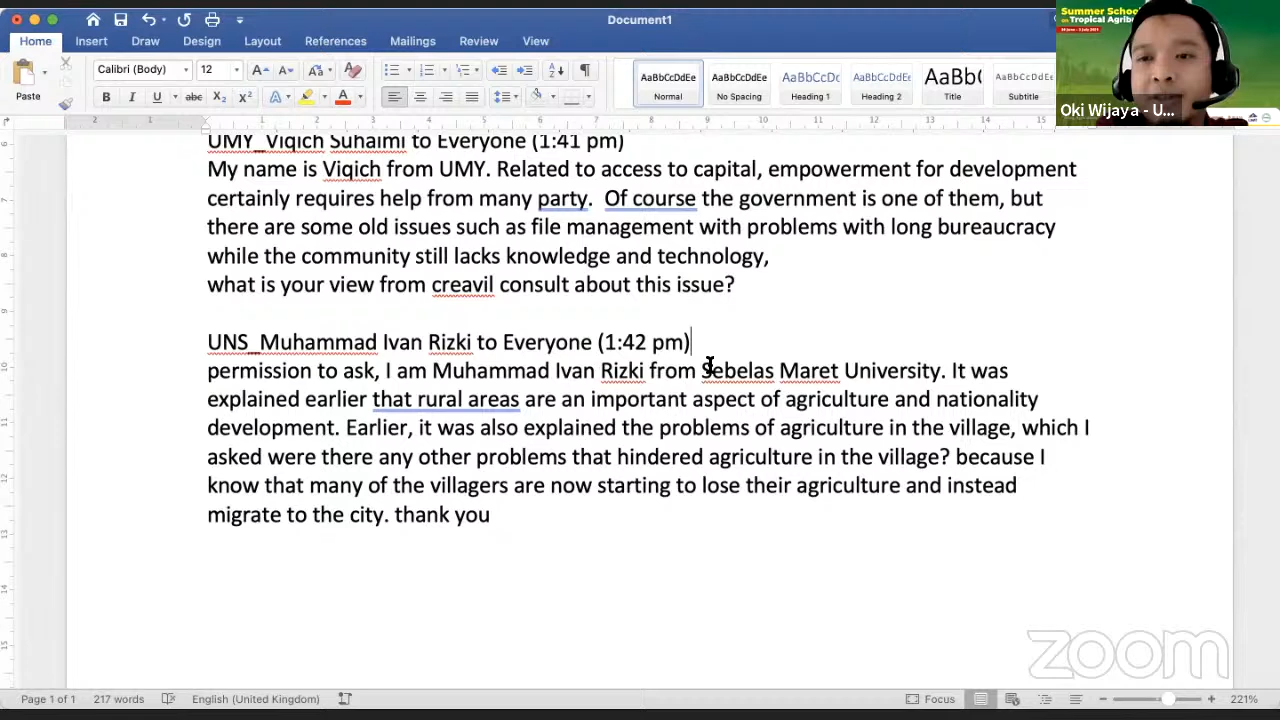 Document1
Summer School
on Tropical Agribu
Home Insert Draw Design Layout References Mailings Review View
Paste
Calibri (Body) 12
AaBbCcDdEe AaBbCcDdEe AaBbCcDc AaBbCcDdEe AaBb( AaBbCcDdEe
Normal No Spacing Heading 1 Heading 2 Title Subtitle
Oki Wijaya - U...
UMY_Viqich Suhaimi to Everyone (1:41 pm)
My name is Viqich from UMY. Related to access to capital, empowerment for development
certainly requires help from many party. Of course the government is one of them, but
there are some old issues such as file management with problems with long bureaucracy
while the community still lacks knowledge and technology,
what is your view from creavil consult about this issue?
UNS_Muhammad Ivan Rizki to Everyone (1:42 pm)
permission to ask, I am Muhammad Ivan Rizki from Sebelas Maret University. It was
explained earlier that rural areas are an important aspect of agriculture and nationality
development. Earlier, it was also explained the problems of agriculture in the village, which I
asked were there any other problems that hindered agriculture in the village? because I
know that many of the villagers are now starting to lose their agriculture and instead
migrate to the city. thank you
zoom
Page 1 of 1 217 words English (United Kingdom) Focus 221%